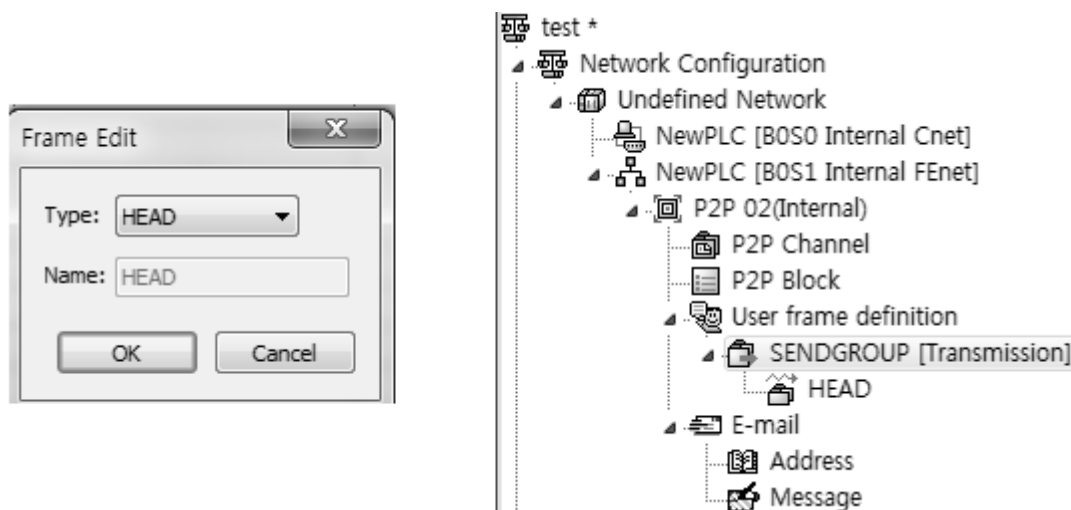 Frame Edit
X
Type: HEAD
Name: HEAD
OK Cancel
test *
Network Configuration
Undefined Network
NewPLC [B0S0 Internal Cnet]
NewPLC [B0S1 Internal FEnet]
P2P 02(Internal)
P2P Channel
P2P Block
User frame definition
SENDGROUP [Transmission]
HEAD
E-mail
Address
Message